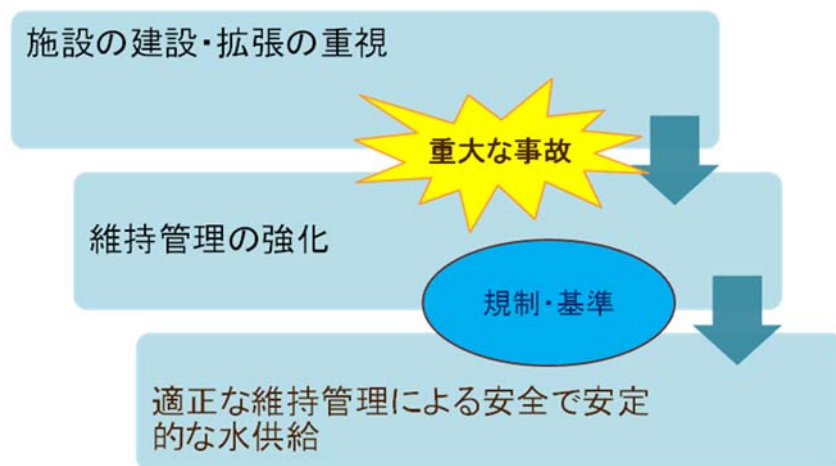 施設の建設・拡張の重視
重大な事故
維持管理の強化
規制・基準
適正な維持管理による安全で安定
的な水供給